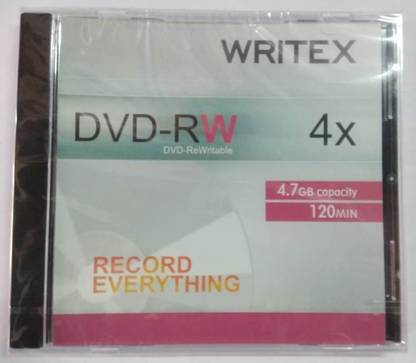 WRITEX
DVD-RW 4x
DVD-ReWritable
4.7GB capacity
120MIN
RECORD
EVERYTHING